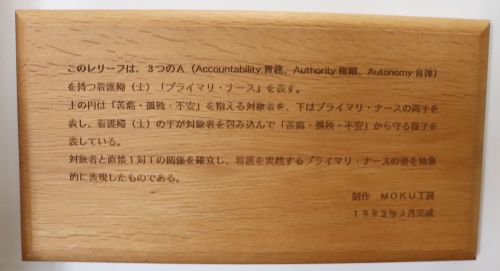 このレリーフは、３つのＡ（Accountability:責務、Authority:権限、Autonomy:自律）
を持つ看護婦（士）「プライマリ・ナース」を表す。
上の円は「苦痛・孤独・不安」を抱える対象者を、下はプライマリ・ナースの両手を
表し、看護婦（士）の手が対象者を包み込んで「苦痛・孤独・不安」から守る様子を
表している。
対象者と直接１対１の関係を確立し、看護を実践するプライマリ・ナースの姿を抽象
的に表現したものである。
制作　ＭＯＫＵ工房
１９９２年３月完成